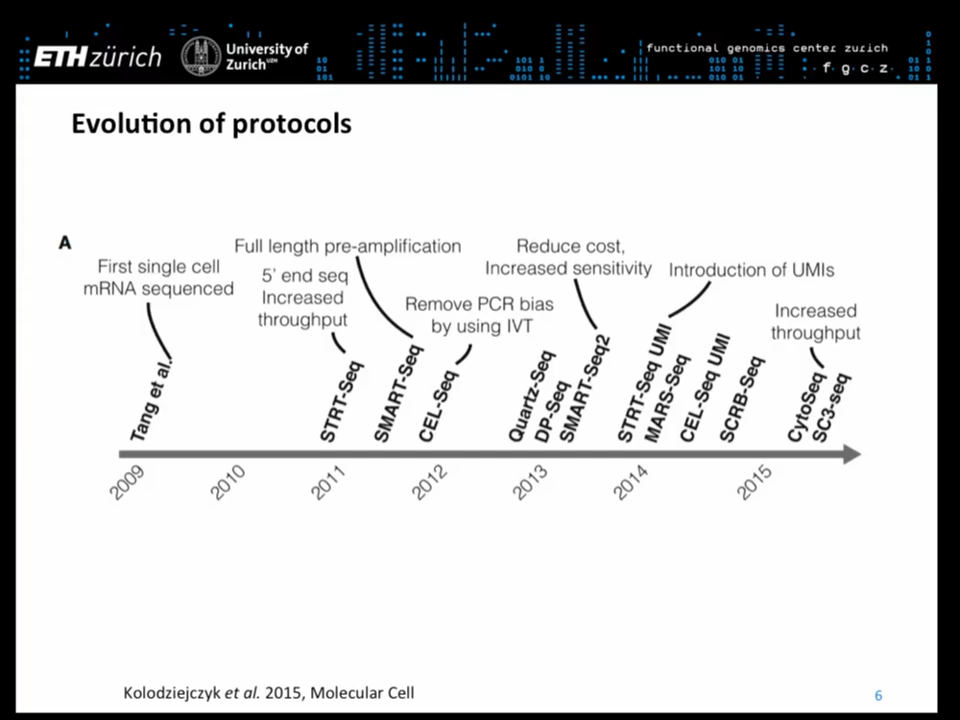 ETH zürich
University of
Zurich UZH
functional genomics center zurich
f g c z
Evolution of protocols
A
First single cell
mRNA sequenced
Full length pre-amplification
5' end seq
Increased
throughput
Remove PCR bias
by using IVT
Reduce cost,
Increased sensitivity
Introduction of UMIs
Increased
throughput
Tang et al.
STRT-Seq
SMART-Seq
CEL-Seq
Quartz-Seq
DP-Seq
SMART-Seq2
STRT-Seq UMI
MARS-Seq
CEL-Seq UMI
SCRB-Seq
CytoSeq
SC3-seq
2009
2010
2011
2012
2013
2014
2015
Kolodziejczyk et al. 2015, Molecular Cell
6